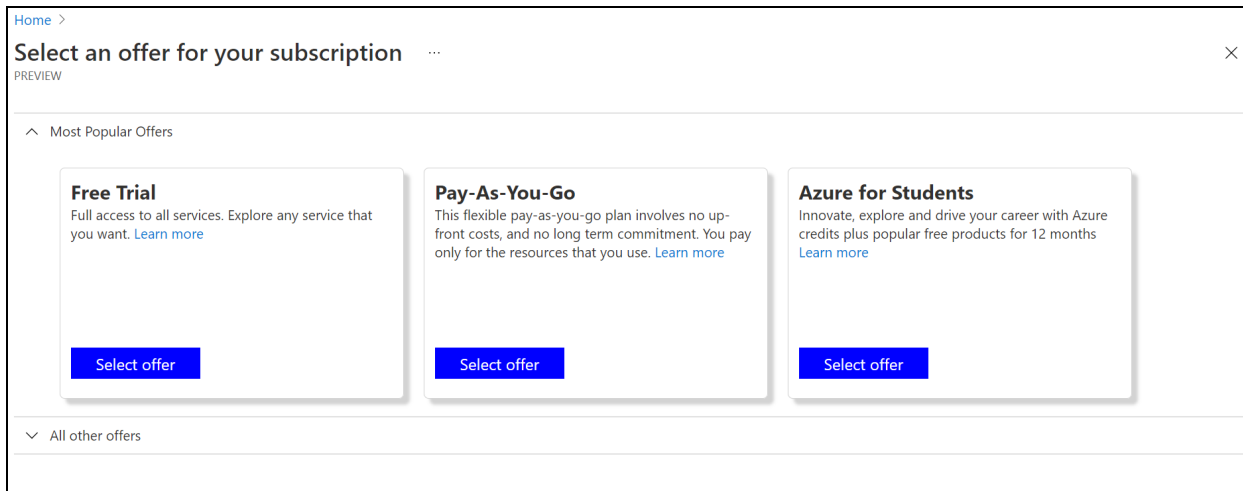 Home >
Select an offer for your subscription ...
PREVIEW
Most Popular Offers
Free Trial
Full access to all services. Explore any service that
you want. Learn more
Select offer
Pay-As-You-Go
This flexible pay-as-you-go plan involves no up-
front costs, and no long term commitment. You pay
only for the resources that you use. Learn more
Select offer
Azure for Students
Innovate, explore and drive your career with Azure
credits plus popular free products for 12 months
Learn more
Select offer
All other offers